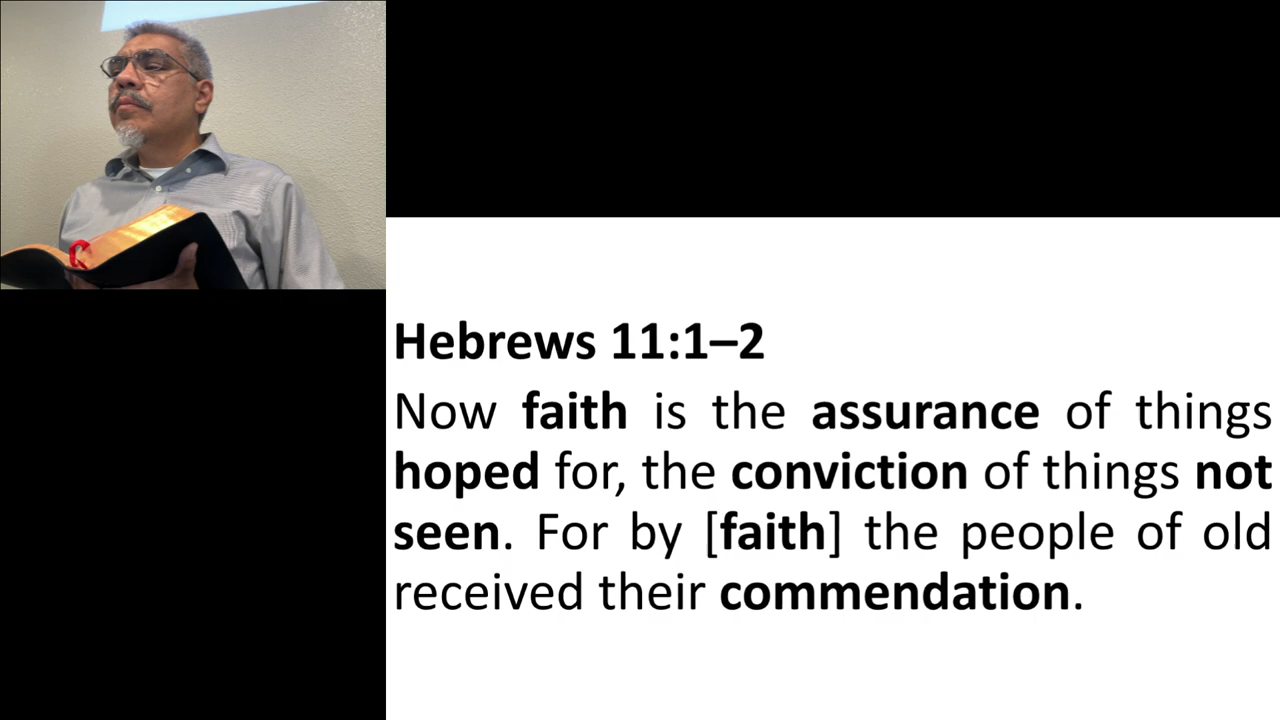 Hebrews 11:1–2
Now faith is the assurance of things
hoped for, the conviction of things not
seen. For by [faith] the people of old
received their commendation.